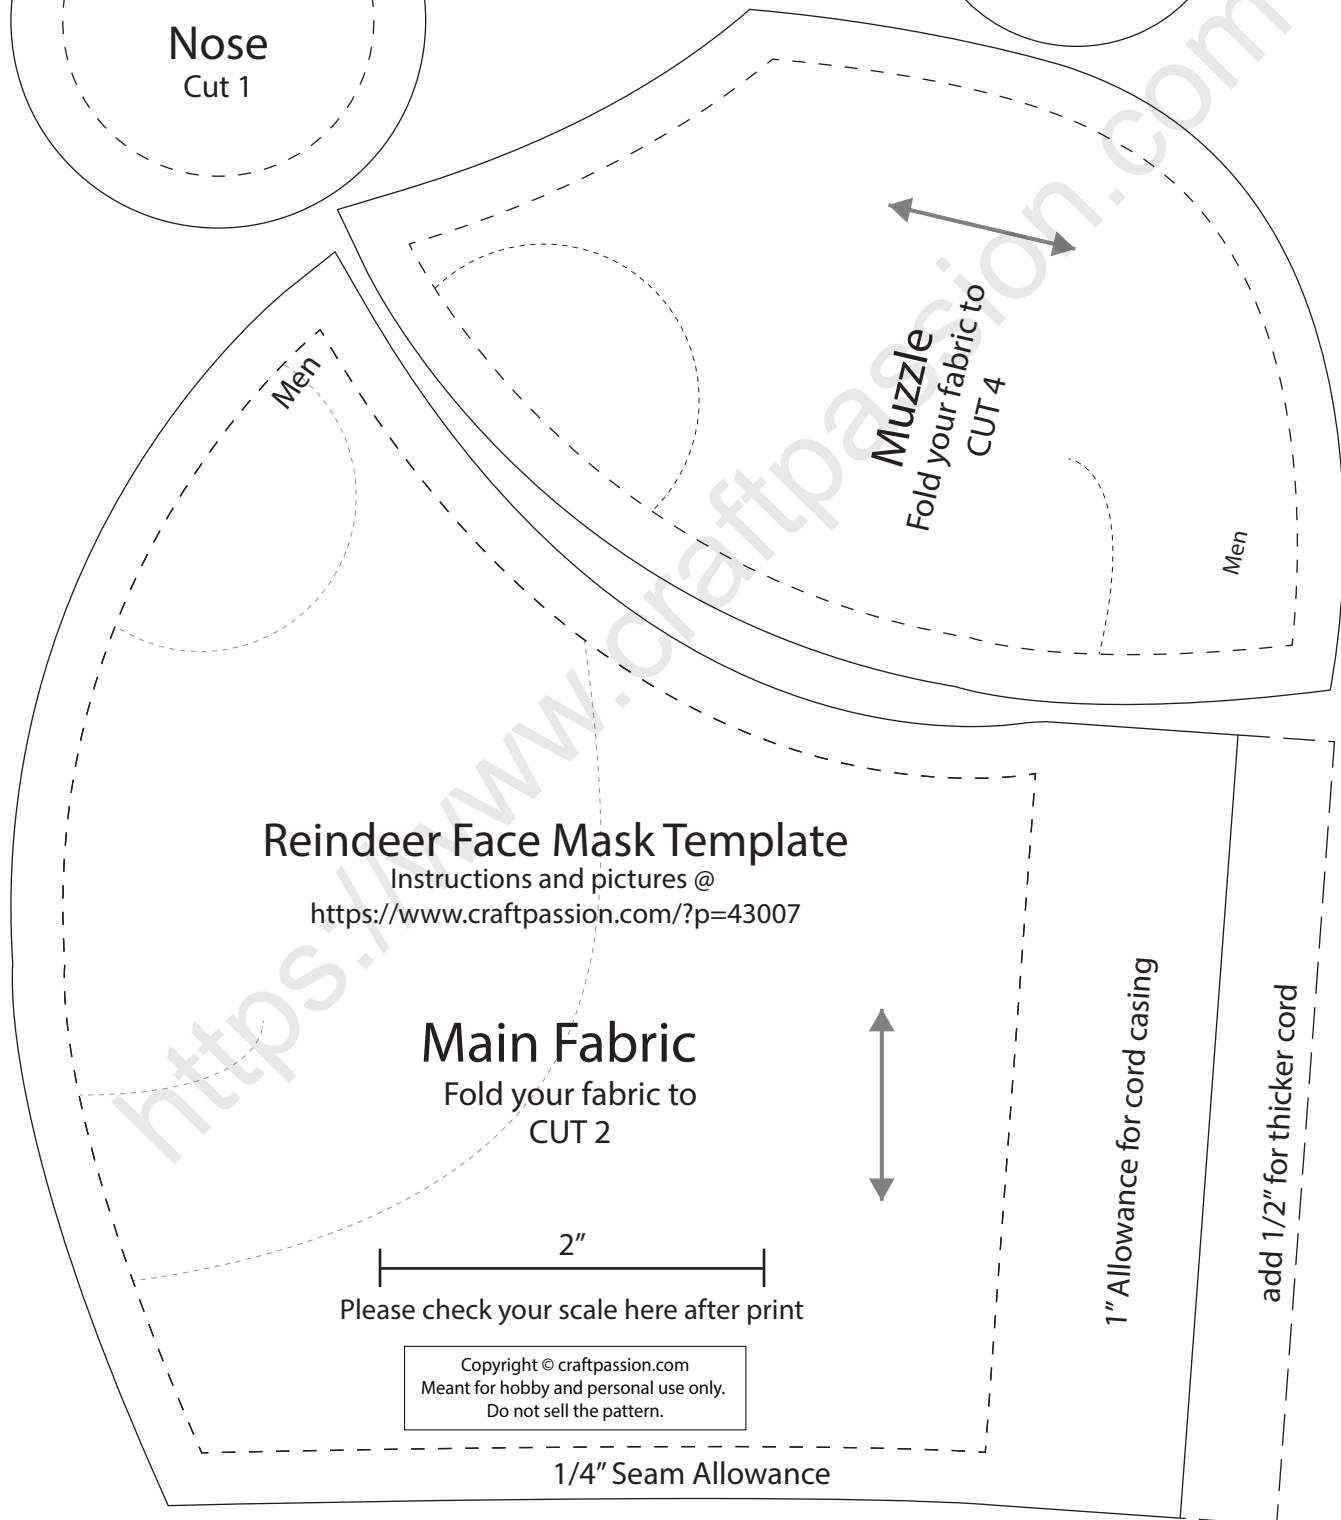 Nose
Cut 1
Men
Muzzle
Fold your fabric to
CUT 4
Men
Reindeer Face Mask Template
Instructions and pictures @
https://www.craftpassion.com/?p=43007
Main Fabric
Fold your fabric to
CUT 2
1” Allowance for cord casing
add 1/2” for thicker cord
2”
Please check your scale here after print
Copyright © craftpassion.com
Meant for hobby and personal use only.
Do not sell the pattern.
1/4” Seam Allowance
https://www.craftpassion.com